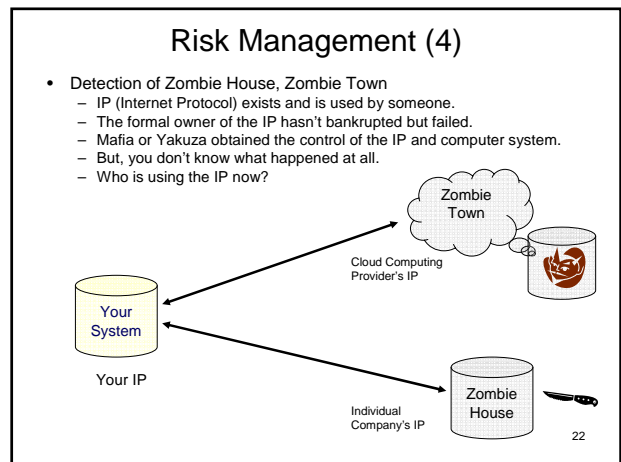 Risk Management (4)
• Detection of Zombie House, Zombie Town
– IP (Internet Protocol) exists and is used by someone.
– The formal owner of the IP hasn't bankrupted but failed.
– Mafia or Yakuza obtained the control of the IP and computer system.
– But, you don't know what happened at all.
– Who is using the IP now?
Zombie
Town
Cloud Computing
Provider's IP
Your
System
Your IP
Zombie
House
Individual
Company's IP
22